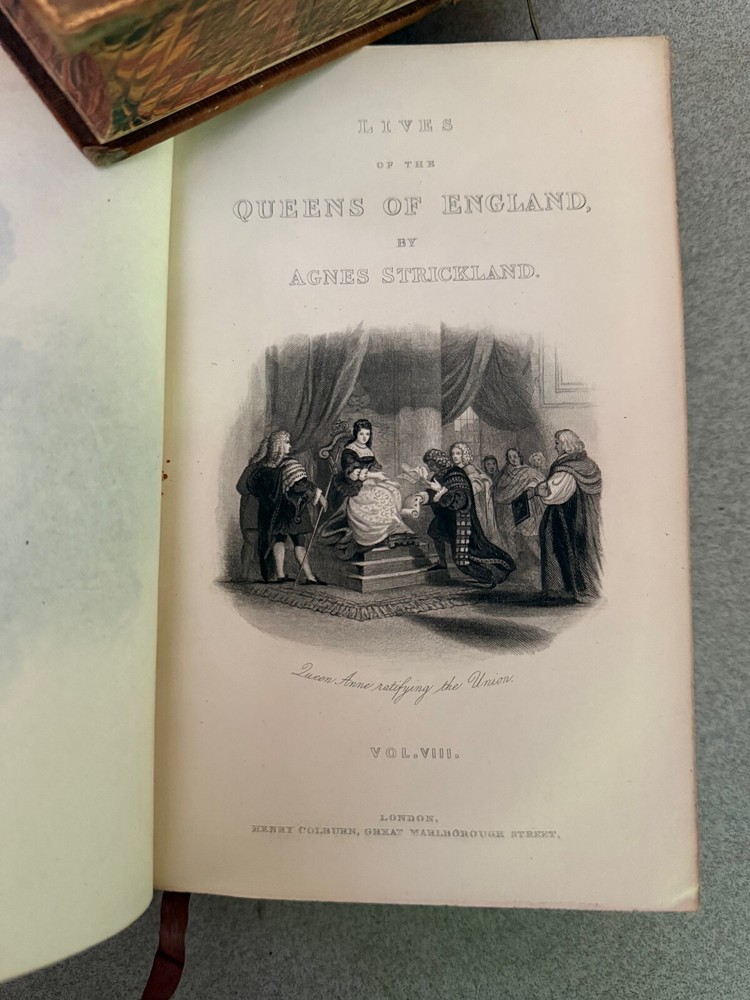 LIVES
OF THE
QUEENS OF ENGLAND,
BY
AGNES STRICKLAND.
Queen Anne ratifying the Union.
VOL. VIII.
LONDON,
HENRY COLBURN, GREAT MARLBOROUGH STREET.